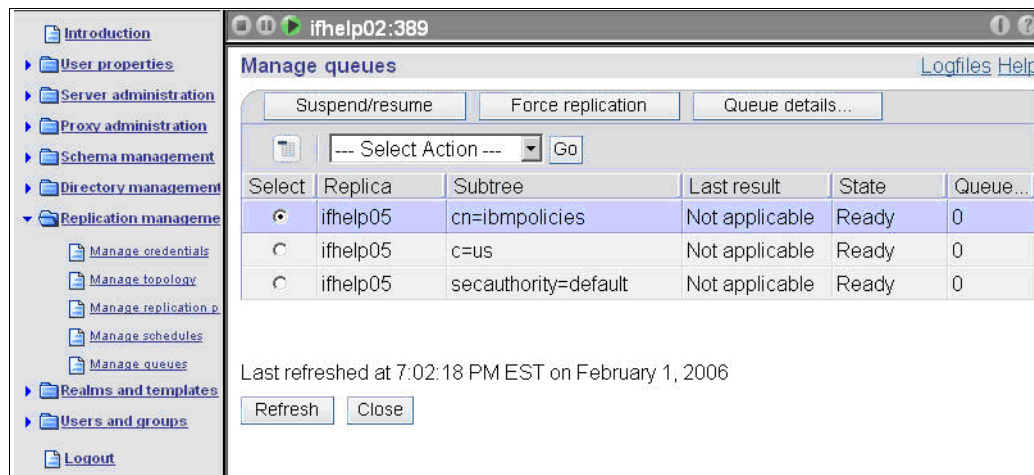 Introduction
User properties
Server administration
Proxy administration
Schema management
Directory management
Replication manageme
Manage credentials
Manage topology
Manage replication p
Manage schedules
Manage queues
Realms and templates
Users and groups
Logout
ifhelp02:389
Manage queues
Logfiles Help
Suspend/resume Force replication Queue details...
--- Select Action --- Go
Select Replica Subtree Last result State Queue...
ifhelp05 cn=ibmpolicies Not applicable Ready 0
ifhelp05 c=us Not applicable Ready 0
ifhelp05 secauthority=default Not applicable Ready 0
Last refreshed at 7:02:18 PM EST on February 1, 2006
Refresh Close